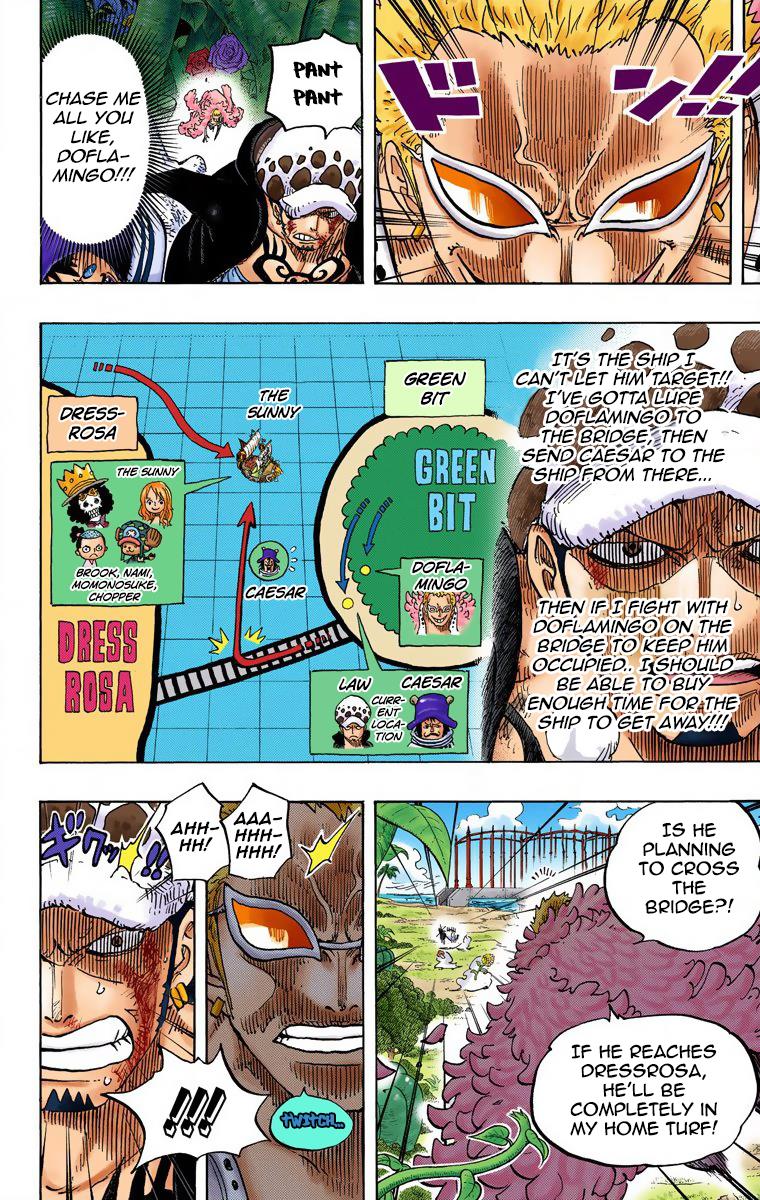 ドン!!
PANT
PANT
CHASE ME
ALL YOU
LIKE,
DOFLA-
MINGO!!!
IT'S THE SHIP I
CAN'T LET HIM TARGET!!
I'VE GOTTA LURE
DOFLAMINGO TO
THE BRIDGE, THEN
SEND CAESAR TO THE
SHIP FROM THERE...
THEN IF I FIGHT WITH
DOFLAMINGO ON THE
BRIDGE TO KEEP HIM
OCCUPIED.. I SHOULD
BE ABLE TO BUY
ENOUGH TIME FOR THE
SHIP TO GET AWAY!!!
GREEN
BIT
GREEN
BIT
DOFLA-
MINGO
LAW
CAESAR
CURR-
ENT
LOCA-
TION
THE
SUNNY
CAESAR
DRESS-
ROSA
THE SUNNY
BROOK, NAMI,
MOMONOSUKE,
CHOPPER
DRESS
ROSA
IS HE
PLANNING
TO CROSS
THE
BRIDGE?!
IF HE REACHES
DRESSROSA,
HE'LL BE
COMPLETELY IN
MY HOME TURF!
AAA-
HHH-
HHH!
AHH-
HH!
TWITCH...
ギクッ!!
!!!!